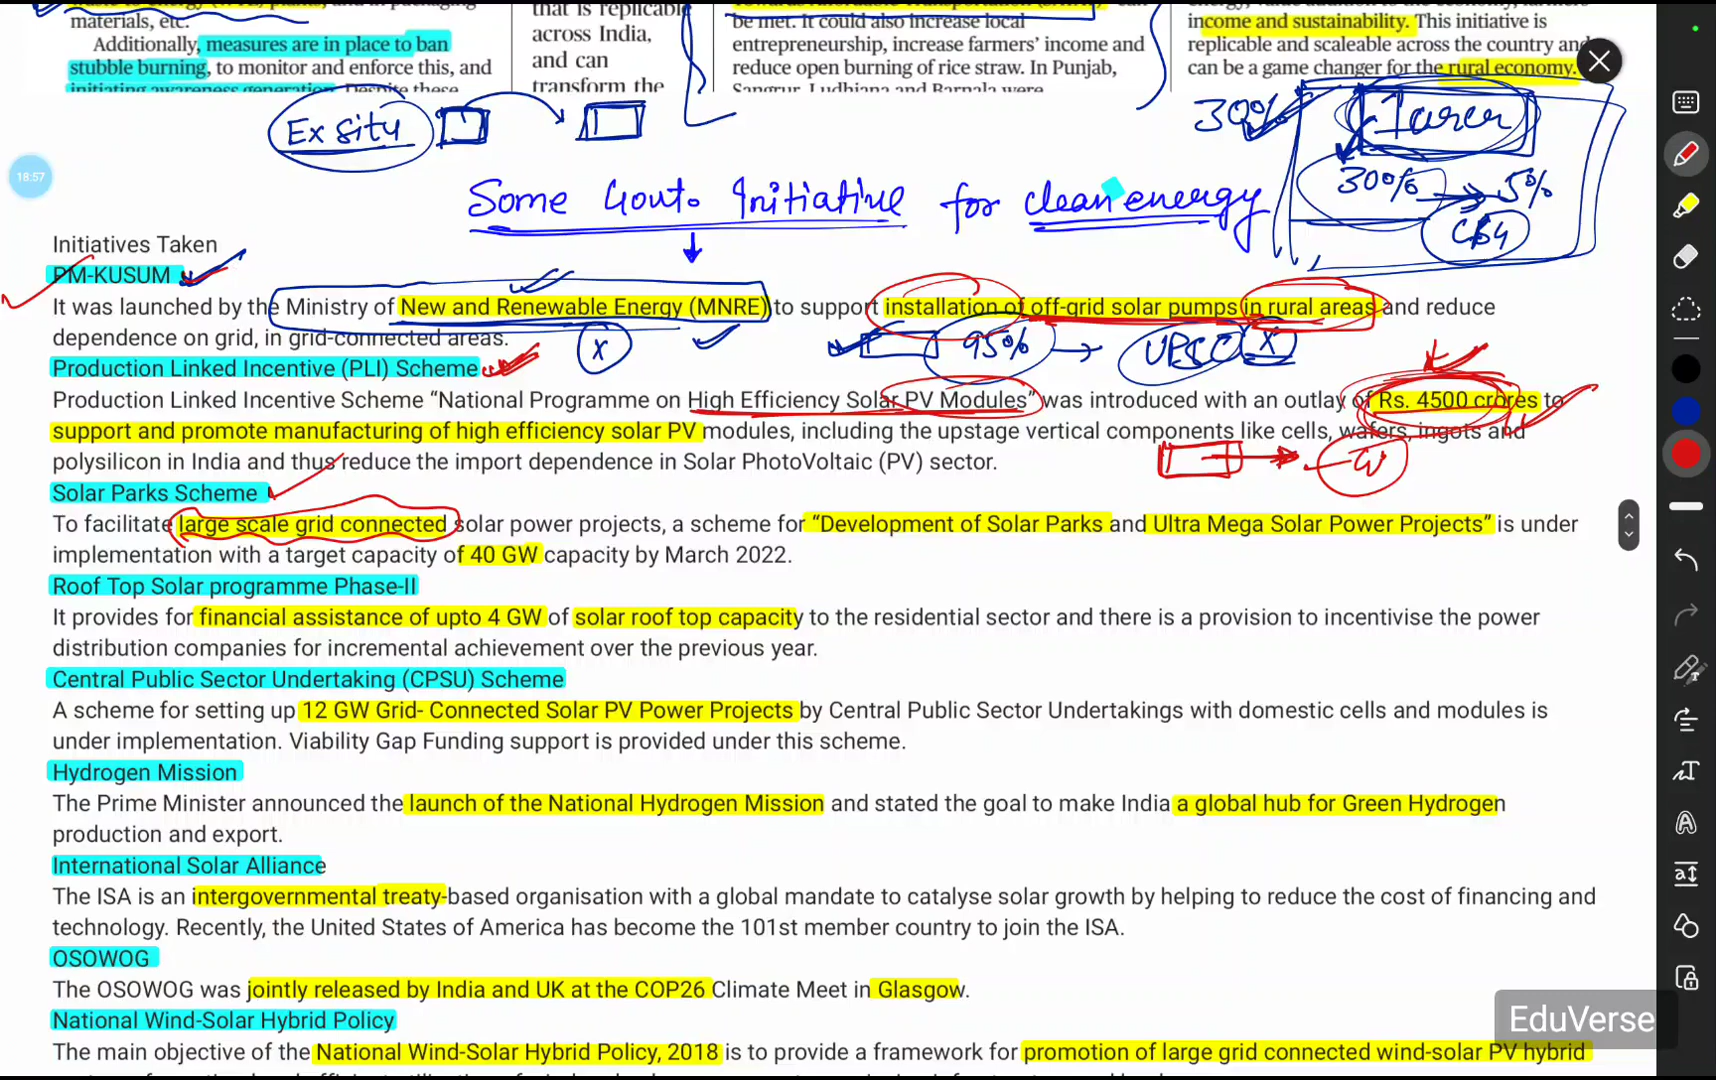 materials, etc.
Additionally, measures are in place to ban
stubble burning, to monitor and enforce this, and
that is replicable
across India,
and can
transform the
be met. It could also increase local
entrepreneurship, increase farmers' income and
reduce open burning of rice straw. In Punjab,
Sangrur, Ludhiana and Barnala were
income and sustainability. This initiative is
replicable and scaleable across the country and
can be a game changer for the rural economy.
Ex situ
30%
30% 5%
18:57
Some Govt. Initiative for clean energy
Initiatives Taken
PM-KUSUM
It was launched by the Ministry of New and Renewable Energy (MNRE) to support installation of off-grid solar pumps in rural areas and reduce
dependence on grid, in grid-connected areas.
X 95% UPSC X
Production Linked Incentive (PLI) Scheme
Production Linked Incentive Scheme “National Programme on High Efficiency Solar PV Modules” was introduced with an outlay of Rs. 4500 crores to
support and promote manufacturing of high efficiency solar PV modules, including the upstage vertical components like cells, wafers, ingots and
polysilicon in India and thus reduce the import dependence in Solar PhotoVoltaic (PV) sector.
Solar Parks Scheme
To facilitate large scale grid connected solar power projects, a scheme for “Development of Solar Parks and Ultra Mega Solar Power Projects” is under
implementation with a target capacity of 40 GW capacity by March 2022.
Roof Top Solar programme Phase-II
It provides for financial assistance of upto 4 GW of solar roof top capacity to the residential sector and there is a provision to incentivise the power
distribution companies for incremental achievement over the previous year.
Central Public Sector Undertaking (CPSU) Scheme
A scheme for setting up 12 GW Grid- Connected Solar PV Power Projects by Central Public Sector Undertakings with domestic cells and modules is
under implementation. Viability Gap Funding support is provided under this scheme.
Hydrogen Mission
The Prime Minister announced the launch of the National Hydrogen Mission and stated the goal to make India a global hub for Green Hydrogen
production and export.
International Solar Alliance
The ISA is an intergovernmental treaty-based organisation with a global mandate to catalyse solar growth by helping to reduce the cost of financing and
technology. Recently, the United States of America has become the 101st member country to join the ISA.
OSOWOG
The OSOWOG was jointly released by India and UK at the COP26 Climate Meet in Glasgow.
National Wind-Solar Hybrid Policy
The main objective of the National Wind-Solar Hybrid Policy, 2018 is to provide a framework for promotion of large grid connected wind-solar PV hybrid
EduVerse